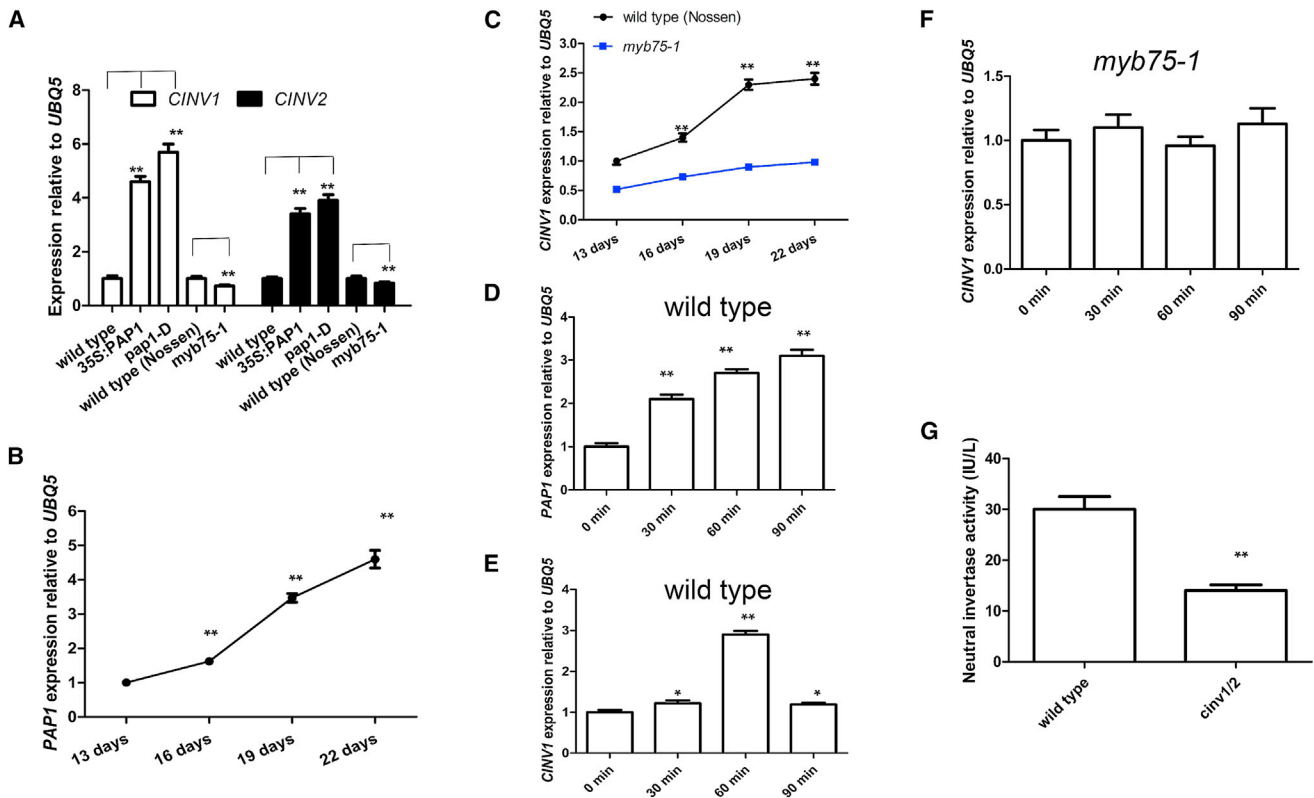 A
Expression relative to UBQ5
8
6
4
2
0
CINV1
CINV2
**
**
**
**
**
**
wild type
35S:PAP1
pap1-D
wild type (Nossen)
myb75-1
wild type
35S:PAP1
pap1-D
wild type (Nossen)
myb75-1
B
PAP1 expression relative to UBQ5
6
5
4
3
2
1
0
**
**
**
13 days
16 days
19 days
22 days
C
wild type (Nossen)
myb75-1
CINV1 expression relative to UBQ5
3.0
2.5
2.0
1.5
1.0
0.5
0.0
**
**
**
13 days
16 days
19 days
22 days
D
wild type
PAP1 expression relative to UBQ5
4
3
2
1
0
**
**
**
0 min
30 min
60 min
90 min
E
wild type
CINV1 expression relative to UBQ5
4
3
2
1
0
*
**
*
0 min
30 min
60 min
90 min
F
myb75-1
CINV1 expression relative to UBQ5
1.5
1.0
0.5
0.0
0 min
30 min
60 min
90 min
G
Neutral invertase activity (IU/L)
40
30
20
10
0
**
wild type
cinv1/2